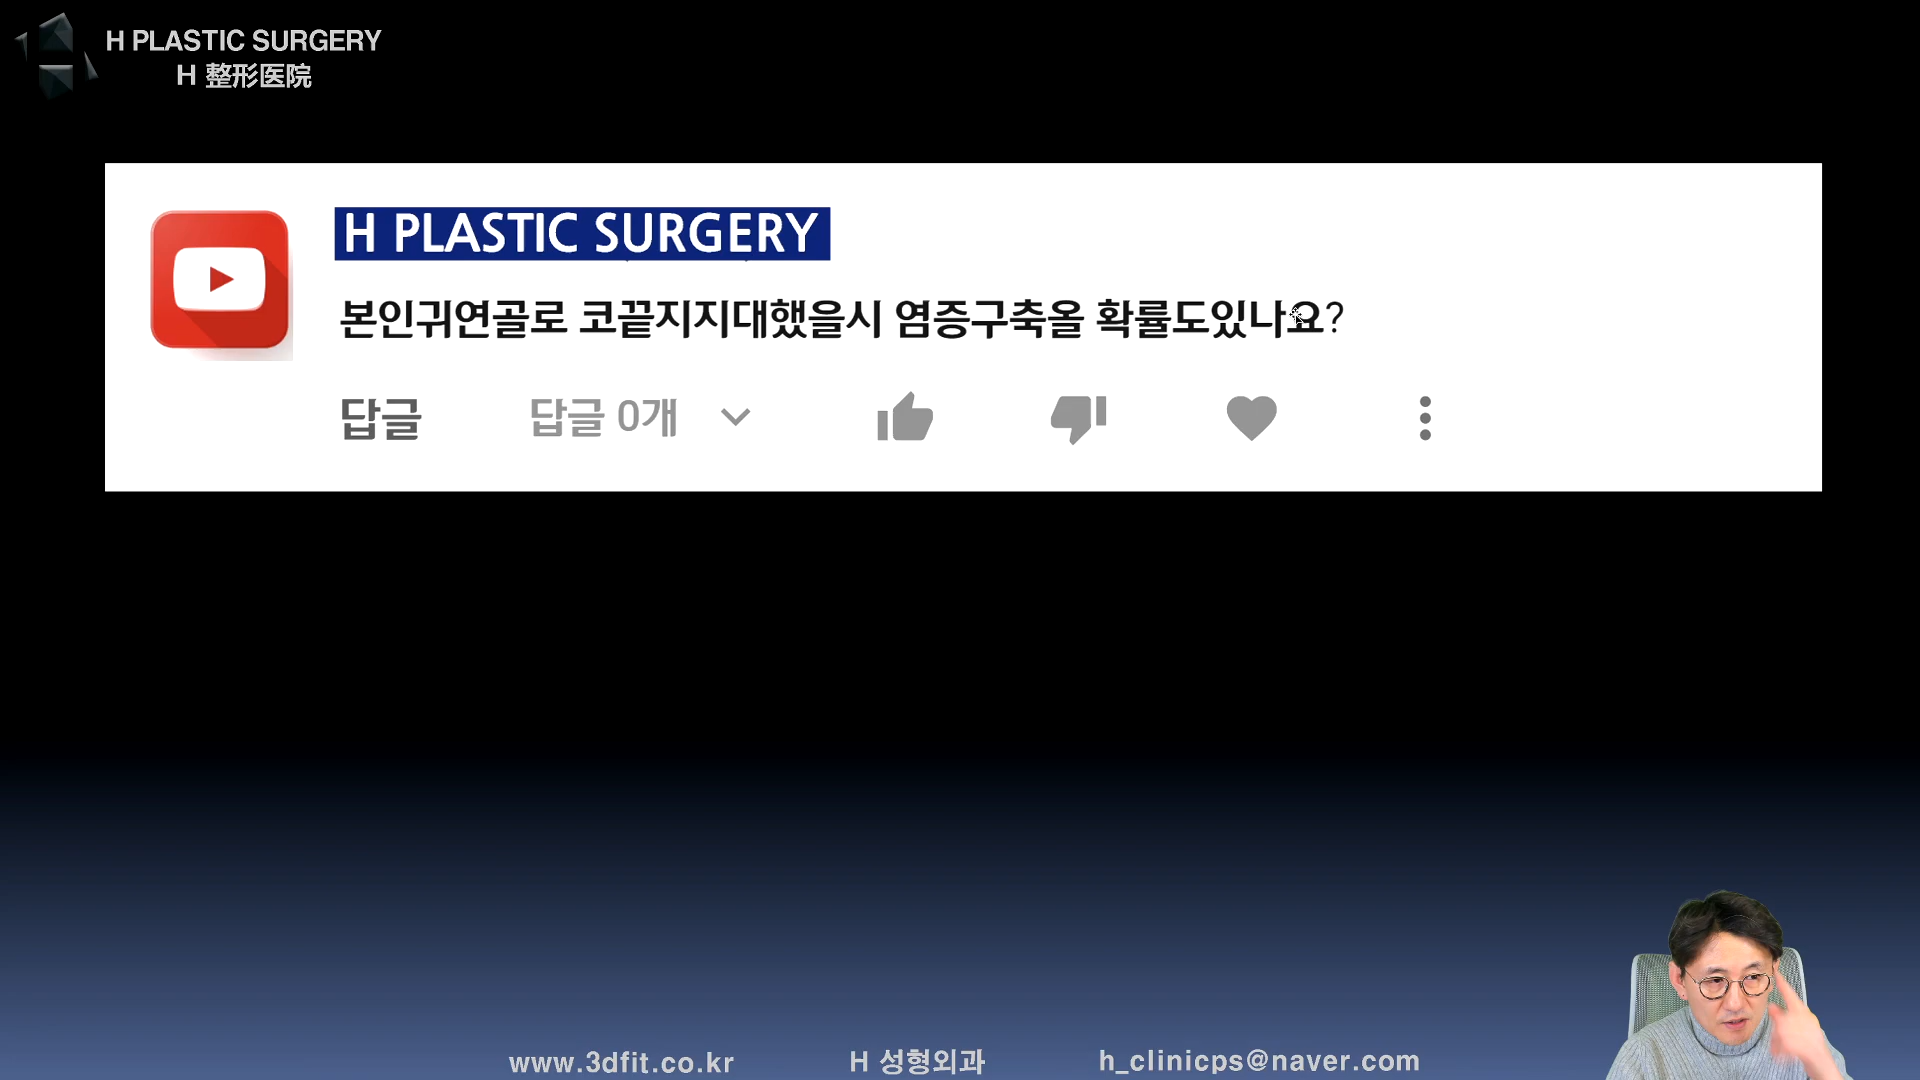 H PLASTIC SURGERY
H 整形医院
H PLASTIC SURGERY
본인귀연골로 코끝지지대했을시 염증구축올 확률도있나요?
답글 답글 0개
www.3dfit.co.kr H 성형외과 h_clinicps@naver.com